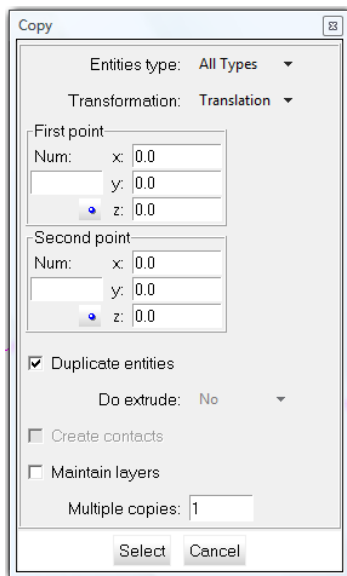 Copy
Entities type: All Types
Transformation: Translation
First point
Num: x: 0.0
y: 0.0
z: 0.0
Second point
Num: x: 0.0
y: 0.0
z: 0.0
Duplicate entities
Do extrude: No
Create contacts
Maintain layers
Multiple copies: 1
Select Cancel